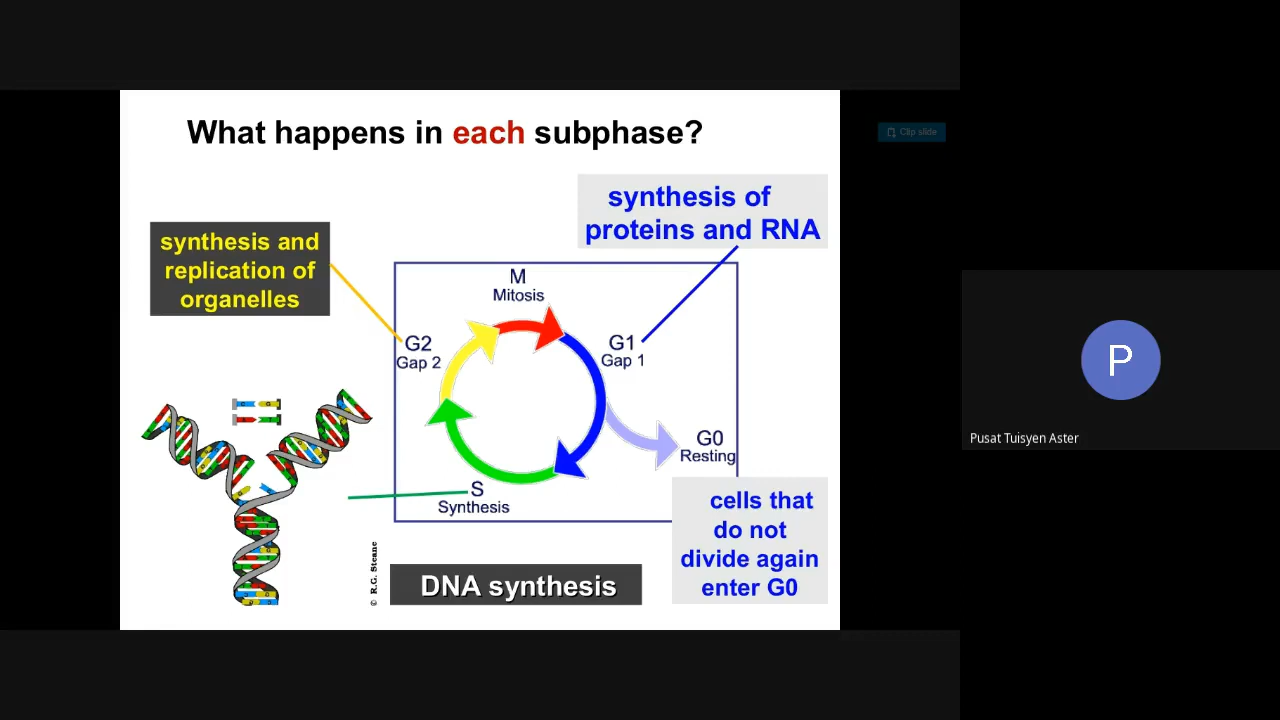 What happens in each subphase?
Clip slide
synthesis of
proteins and RNA
synthesis and
replication of
organelles
M
Mitosis
G2
Gap 2
G1
Gap 1
G0
Resting
S
Synthesis
cells that
do not
divide again
enter G0
DNA synthesis
© R.G. Steane
P
Pusat Tuisyen Aster